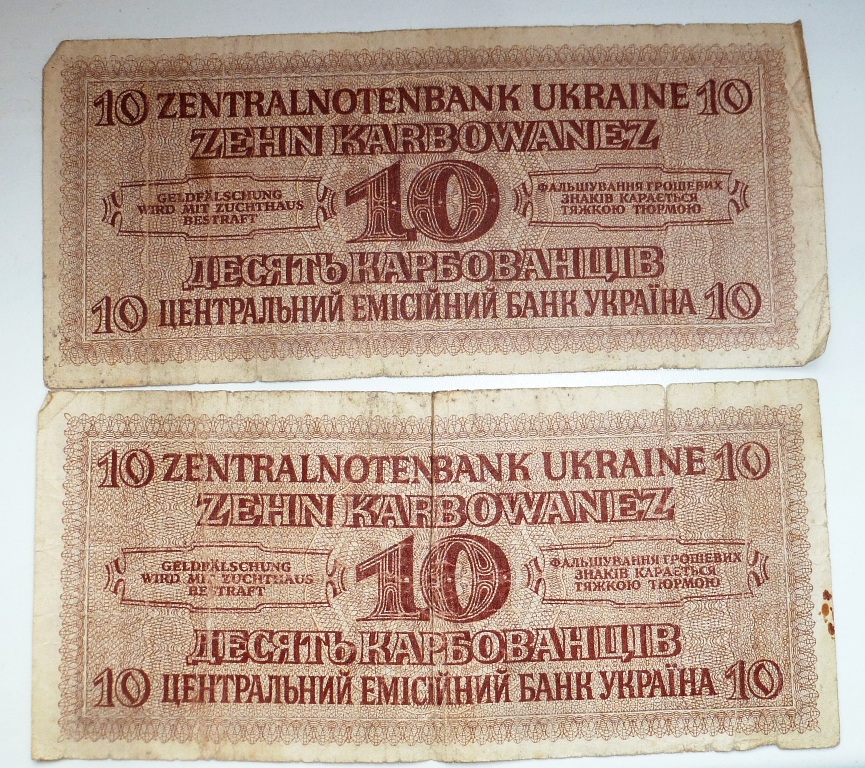 10 ZENTRALNOTENBANK UKRAINE 10
ZEHN KARBOWANEZ
GELDFÄLSCHUNG
WIRD MIT ZUCHTHAUS
BESTRAFT
10
ФАЛЬШУВАННЯ ГРОШЕВИХ
ЗНАКІВ КАРАЄТЬСЯ
ТЯЖКОЮ ТЮРМОЮ
ДЕСЯТЬ КАРБОВАНЦІВ
10 ЦЕНТРАЛЬНИЙ ЕМІСІЙНИЙ БАНК УКРАЇНА 10
10 ZENTRALNOTENBANK UKRAINE 10
ZEHN KARBOWANEZ
GELDFÄLSCHUNG
WIRD MIT ZUCHTHAUS
BESTRAFT
10
ФАЛЬШУВАННЯ ГРОШЕВИХ
ЗНАКІВ КАРАЄТЬСЯ
ТЯЖКОЮ ТЮРМОЮ
ДЕСЯТЬ КАРБОВАНЦІВ
10 ЦЕНТРАЛЬНИЙ ЕМІСІЙНИЙ БАНК УКРАЇНА 10